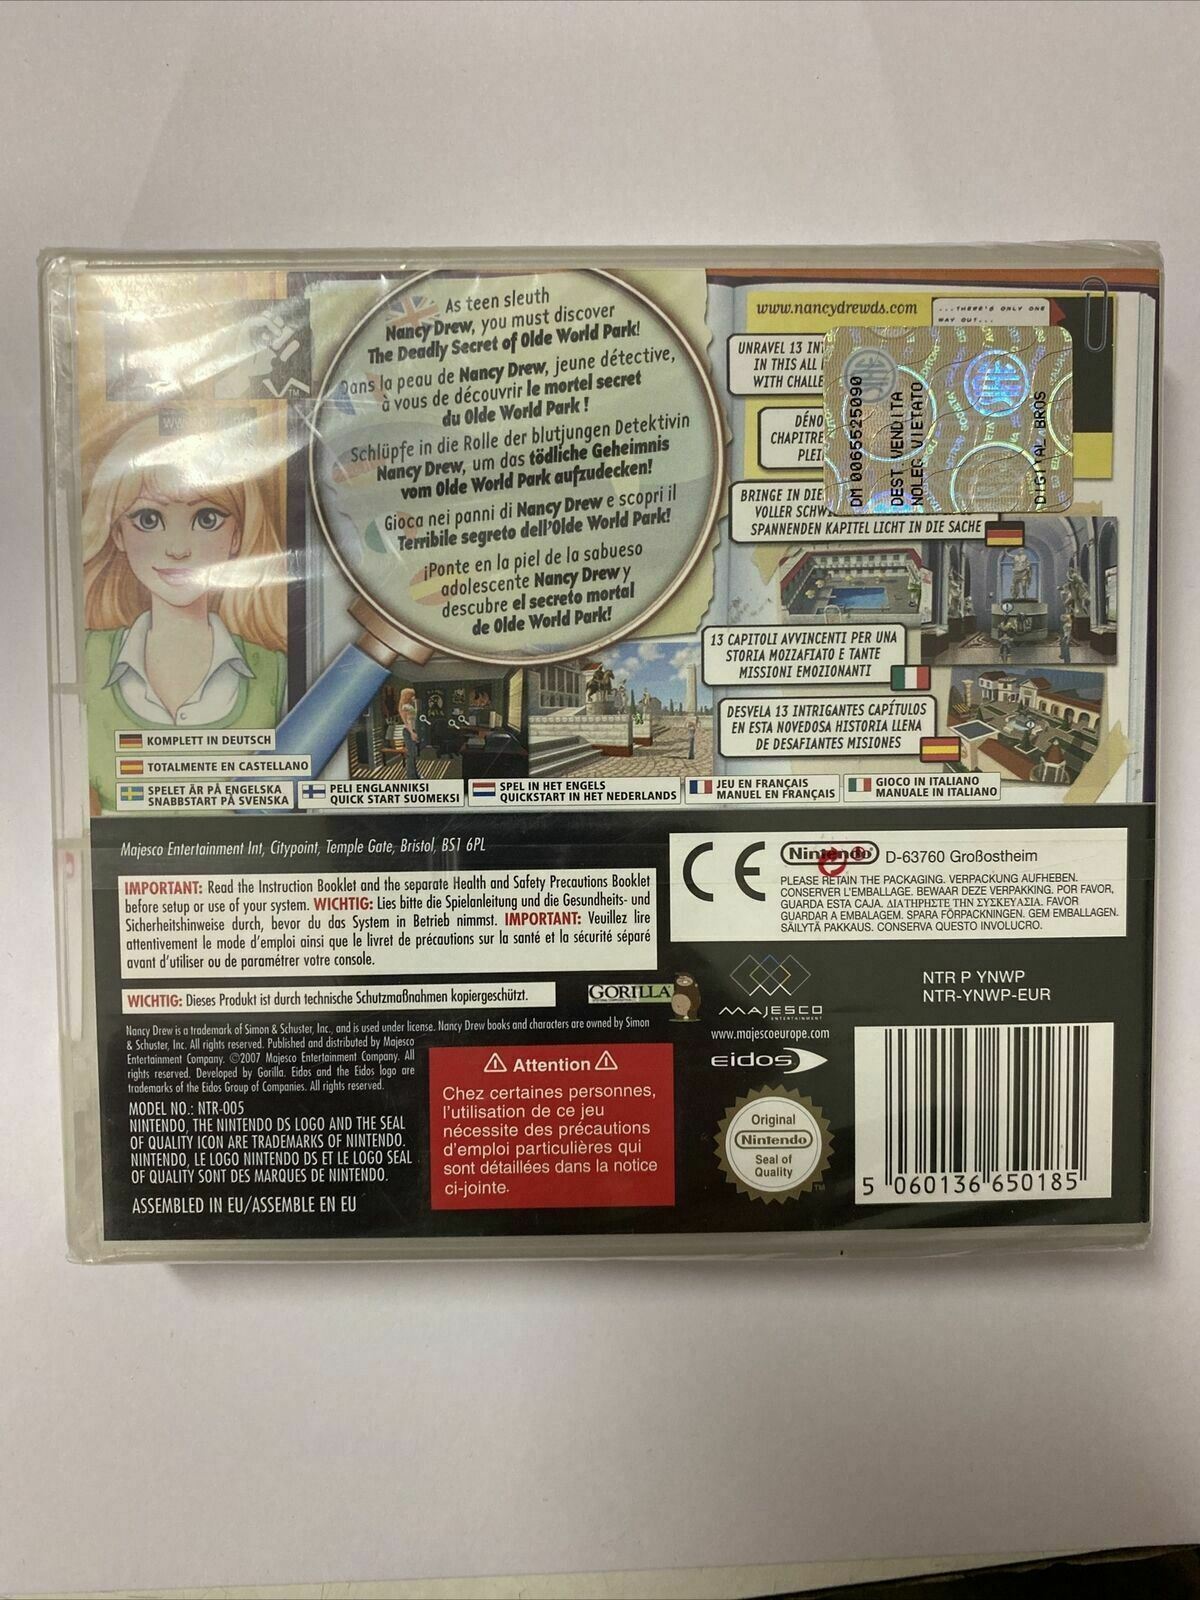 As teen sleuth
Nancy Drew, you must discover
The Deadly Secret of Olde World Park!
Dans la peau de Nancy Drew, jeune détective,
à vous de découvrir le mortel secret
du Olde World Park !
Schlüpfe in die Rolle der blutjungen Detektivin
Nancy Drew, um das tödliche Geheimnis
vom Olde World Park aufzudecken!
Gioca nei panni di Nancy Drew e scopri il
Terribile segreto dell'Olde World Park!
¡Ponte en la piel de la sabueso
adolescente Nancy Drew y
descubre el secreto mortal
de Olde World Park!
www.nancydrewds.com
...THERE'S ONLY ONE
WAY OUT...
UNRAVEL 13
IN THIS ALL
WITH
CHAPITRE
BRINGE IN DIE
VOLLER
SPANNENDEN KAPITEL LICHT IN DIE SACHE
DM 0065525090
DEST.VENDITA
NOLEG.VIETATO
DIGITAL BROS
13 CAPITOLI AVVINCENTI PER UNA
STORIA MOZZAFIATO E TANTE
MISSIONI EMOZIONANTI
DESVELA 13 INTRIGANTES CAPÍTULOS
EN ESTA NOVEDOSA HISTORIA LLENA
DE DESAFIANTES MISIONES
KOMPLETT IN DEUTSCH
TOTALMENTE EN CASTELLANO
SPELET ÄR PÅ ENGELSKA
SNABBSTART PÅ SVENSKA
PELI ENGLANNIKSI
QUICK START SUOMEKSI
SPEL IN HET ENGELS
QUICKSTART IN HET NEDERLANDS
JEU EN FRANÇAIS
MANUEL EN FRANÇAIS
GIOCO IN ITALIANO
MANUALE IN ITALIANO
Majesco Entertainment Int, Citypoint, Temple Gate, Bristol, BS1 6PL
IMPORTANT: Read the Instruction Booklet and the separate Health and Safety Precautions Booklet
before setup or use of your system. WICHTIG: Lies bitte die Spielanleitung und die Gesundheits- und
Sicherheitshinweise durch, bevor du das System in Betrieb nimmst. IMPORTANT: Veuillez lire
attentivement le mode d'emploi ainsi que le livret de précautions sur la santé et la sécurité séparé
avant d'utiliser ou de paramétrer votre console.
WICHTIG: Dieses Produkt ist durch technische Schutzmaßnahmen kopiergeschützt.
Nancy Drew is a trademark of Simon & Schuster, Inc., and is used under license. Nancy Drew books and characters are owned by Simon
& Schuster, Inc. All rights reserved. Published and distributed by Majesco
Entertainment Company. ©2007 Majesco Entertainment Company. All
rights reserved. Developed by Gorilla. Eidos and the Eidos logo are
trademarks of the Eidos Group of Companies. All rights reserved.
MODEL NO.: NTR-005
NINTENDO, THE NINTENDO DS LOGO AND THE SEAL
OF QUALITY ICON ARE TRADEMARKS OF NINTENDO.
NINTENDO, LE LOGO NINTENDO DS ET LE LOGO SEAL
OF QUALITY SONT DES MARQUES DE NINTENDO.
ASSEMBLED IN EU/ASSEMBLE EN EU
GORILLA
Attention
Chez certaines personnes,
l'utilisation de ce jeu
nécessite des précautions
d'emploi particulières qui
sont détaillées dans la notice
ci-jointe.
CE
Nintendo D-63760 Großostheim
PLEASE RETAIN THE PACKAGING. VERPACKUNG AUFHEBEN.
CONSERVER L'EMBALLAGE. BEWAAR DEZE VERPAKKING. POR FAVOR,
GUARDA ESTA CAJA. ΔΙΑΤΗΡΗΣΤΕ ΤΗΝ ΣΥΣΚΕΥΑΣΙΑ. FAVOR
GUARDAR A EMBALAGEM. SPARA FÖRPACKNINGEN. GEM EMBALLAGEN.
SÄILYTÄ PAKKAUS. CONSERVA QUESTO INVOLUCRO.
MAJESCO
ENTERTAINMENT
www.majescoeurope.com
eidos
NTR P YNWP
NTR-YNWP-EUR
Original
Nintendo
Seal of
Quality
TM
5 060136 650185